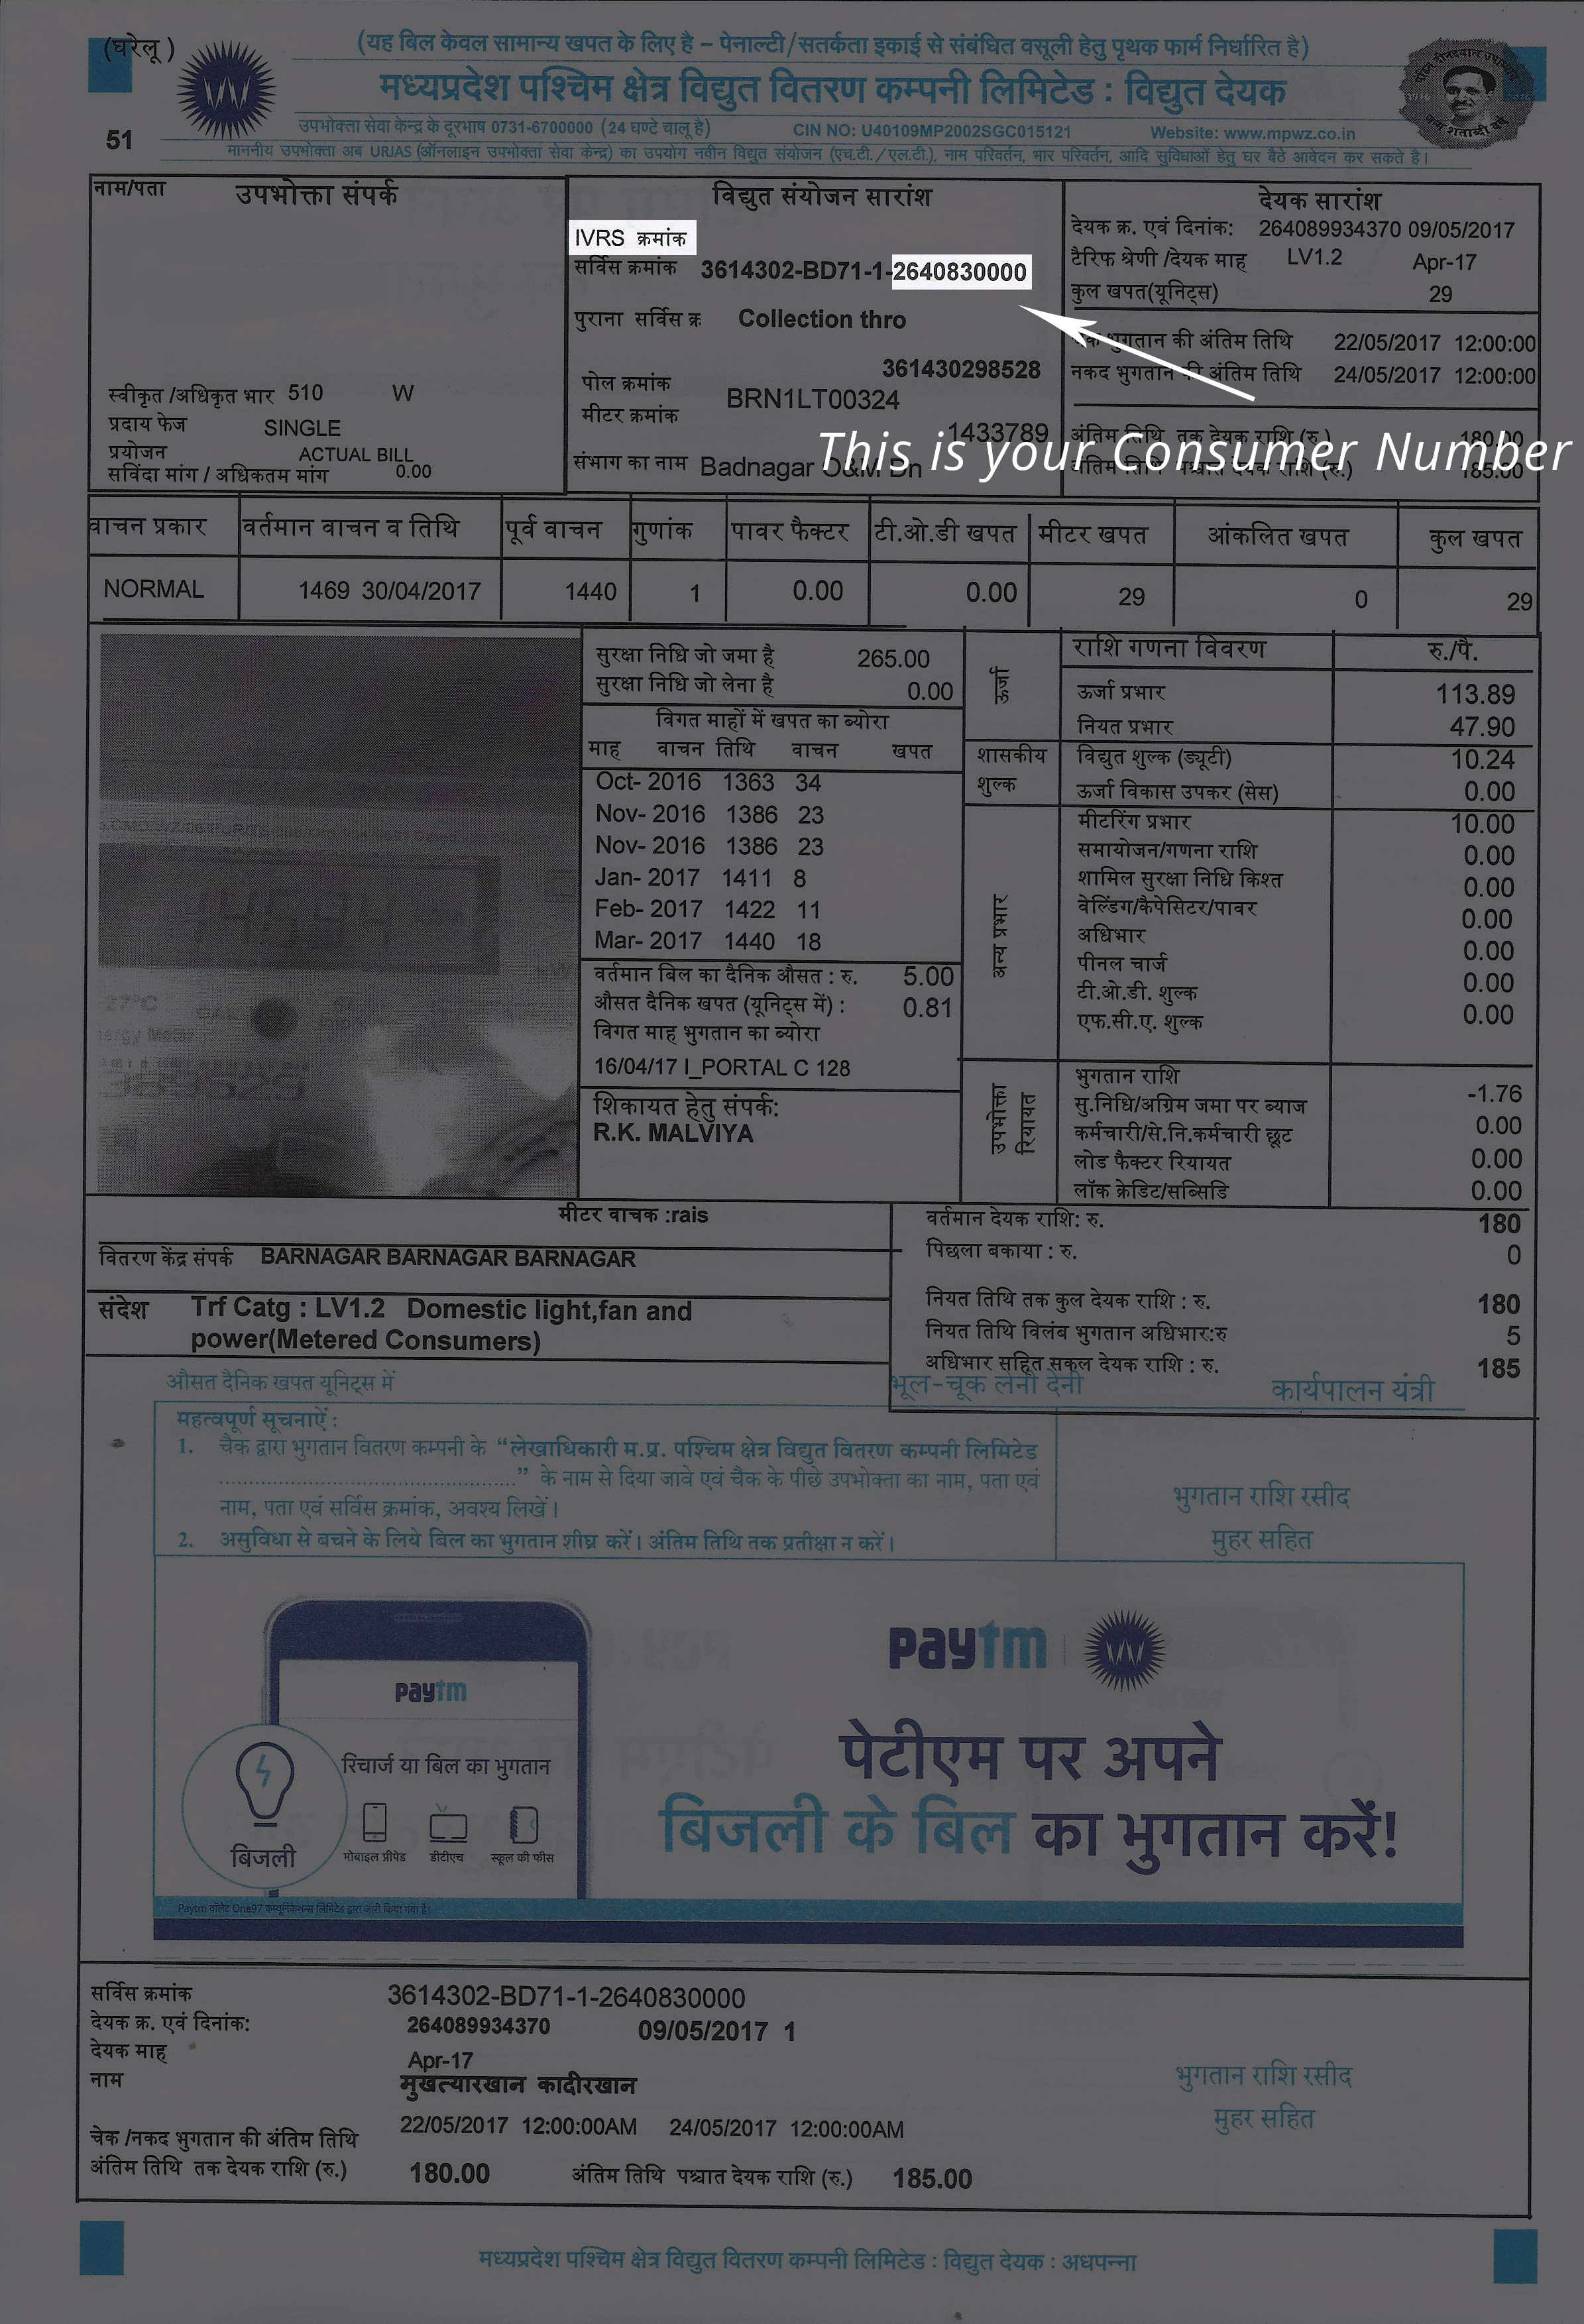 (घरेलू)
(यह बिल केवल सामान्य खपत के लिए है – पेनाल्टी/सतर्कता इकाई से संबंधित वसूली हेतु पृथक फार्म निर्धारित है)
मध्यप्रदेश पश्चिम क्षेत्र विद्युत वितरण कम्पनी लिमिटेड : विद्युत देयक
51
उपभोक्ता सेवा केन्द्र के दूरभाष 0731-6700000 (24 घण्टे चालू है) CIN NO: U40109MP2002SGC015121 Website: www.mpwz.co.in
माननीय उपभोक्ता अब URJAS (ऑनलाइन उपभोक्ता सेवा केन्द्र) का उपयोग नवीन विद्युत संयोजन (एच.टी./एल.टी.), नाम परिवर्तन, भार परिवर्तन, आदि सुविधाओं हेतु घर बैठे आवेदन कर सकते है।
नाम/पता उपभोक्ता संपर्क
स्वीकृत /अधिकृत भार 510 W
प्रदाय फेज SINGLE
प्रयोजन ACTUAL BILL
सविंदा मांग / अधिकतम मांग 0.00
विद्युत संयोजन सारांश
IVRS क्रमांक
सर्विस क्रमांक 3614302-BD71-1-2640830000
पुराना सर्विस क्र Collection thro
361430298528
पोल क्रमांक BRN1LT00324
मीटर क्रमांक
1433789
संभाग का नाम Badnagar O&M Dn
This is your Consumer Number
देयक सारांश
देयक क्र. एवं दिनांक: 264089934370 09/05/2017
टैरिफ श्रेणी /देयक माह LV1.2 Apr-17
कुल खपत(यूनिट्स) 29
चेक भुगतान की अंतिम तिथि 22/05/2017 12:00:00
नकद भुगतान की अंतिम तिथि 24/05/2017 12:00:00
अंतिम तिथि तक देयक राशि (रु.) 180.00
अंतिम तिथि पश्चात देयक राशि (रु.) 185.00
वाचन प्रकार वर्तमान वाचन व तिथि पूर्व वाचन गुणांक पावर फैक्टर टी.ओ.डी खपत मीटर खपत आंकलित खपत कुल खपत
NORMAL 1469 30/04/2017 1440 1 0.00 0.00 29 0 29
सुरक्षा निधि जो जमा है 265.00
सुरक्षा निधि जो लेना है 0.00
विगत माहों में खपत का ब्योरा
माह वाचन तिथि वाचन खपत
Oct- 2016 1363 34
Nov- 2016 1386 23
Nov- 2016 1386 23
Jan- 2017 1411 8
Feb- 2017 1422 11
Mar- 2017 1440 18
वर्तमान बिल का दैनिक औसत : रु. 5.00
औसत दैनिक खपत (यूनिट्स में) : 0.81
विगत माह भुगतान का ब्योरा
16/04/17 I_PORTAL C 128
शिकायत हेतु संपर्क:
R.K. MALVIYA
राशि गणना विवरण रु./पै.
ऊर्जा
ऊर्जा प्रभार 113.89
नियत प्रभार 47.90
शासकीय शुल्क
विद्युत शुल्क (ड्यूटी) 10.24
ऊर्जा विकास उपकर (सेस) 0.00
अन्य प्रभार
मीटरिंग प्रभार 10.00
समायोजन/गणना राशि 0.00
शामिल सुरक्षा निधि किश्त 0.00
वेल्डिंग/कैपेसिटर/पावर 0.00
अधिभार 0.00
पीनल चार्ज 0.00
टी.ओ.डी. शुल्क 0.00
एफ.सी.ए. शुल्क 0.00
उपभोक्ता रियायत
भुगतान राशि
सु.निधि/अग्रिम जमा पर ब्याज -1.76
कर्मचारी/से.नि.कर्मचारी छूट 0.00
लोड फैक्टर रियायत 0.00
लॉक क्रेडिट/सब्सिडि 0.00
मीटर वाचक :rais
वितरण केंद्र संपर्क BARNAGAR BARNAGAR BARNAGAR
संदेश Trf Catg : LV1.2 Domestic light,fan and
power(Metered Consumers)
वर्तमान देयक राशि: रु. 180
पिछला बकाया : रु. 0
नियत तिथि तक कुल देयक राशि : रु. 180
नियत तिथि विलंब भुगतान अधिभार:रु 5
अधिभार सहित सकल देयक राशि : रु. 185
औसत दैनिक खपत यूनिट्स में
भूल-चूक लेनी देनी कार्यपालन यंत्री
महत्वपूर्ण सूचनाऐं :
1. चैक द्वारा भुगतान वितरण कम्पनी के “लेखाधिकारी म.प्र. पश्चिम क्षेत्र विद्युत वितरण कम्पनी लिमिटेड
........................................” के नाम से दिया जावे एवं चैक के पीछे उपभोक्ता का नाम, पता एवं
नाम, पता एवं सर्विस क्रमांक, अवश्य लिखें।
2. असुविधा से बचने के लिये बिल का भुगतान शीघ्र करें। अंतिम तिथि तक प्रतीक्षा न करें।
भुगतान राशि रसीद
मुहर सहित
paytm
रिचार्ज या बिल का भुगतान
बिजली
मोबाइल प्रीपेड डीटीएच स्कूल की फीस
paytm
पेटीएम पर अपने
बिजली के बिल का भुगतान करें!
Paytm वॉलेट One97 कम्यूनिकेशन्स लिमिटेड द्वारा जारी किया गया है।
सर्विस क्रमांक 3614302-BD71-1-2640830000
देयक क्र. एवं दिनांक: 264089934370 09/05/2017 1
देयक माह Apr-17
नाम मुखत्यारखान कादीरखान
चेक /नकद भुगतान की अंतिम तिथि 22/05/2017 12:00:00AM 24/05/2017 12:00:00AM
अंतिम तिथि तक देयक राशि (रु.) 180.00 अंतिम तिथि पश्चात देयक राशि (रु.) 185.00
भुगतान राशि रसीद
मुहर सहित
मध्यप्रदेश पश्चिम क्षेत्र विद्युत वितरण कम्पनी लिमिटेड : विद्युत देयक : अधपन्ना